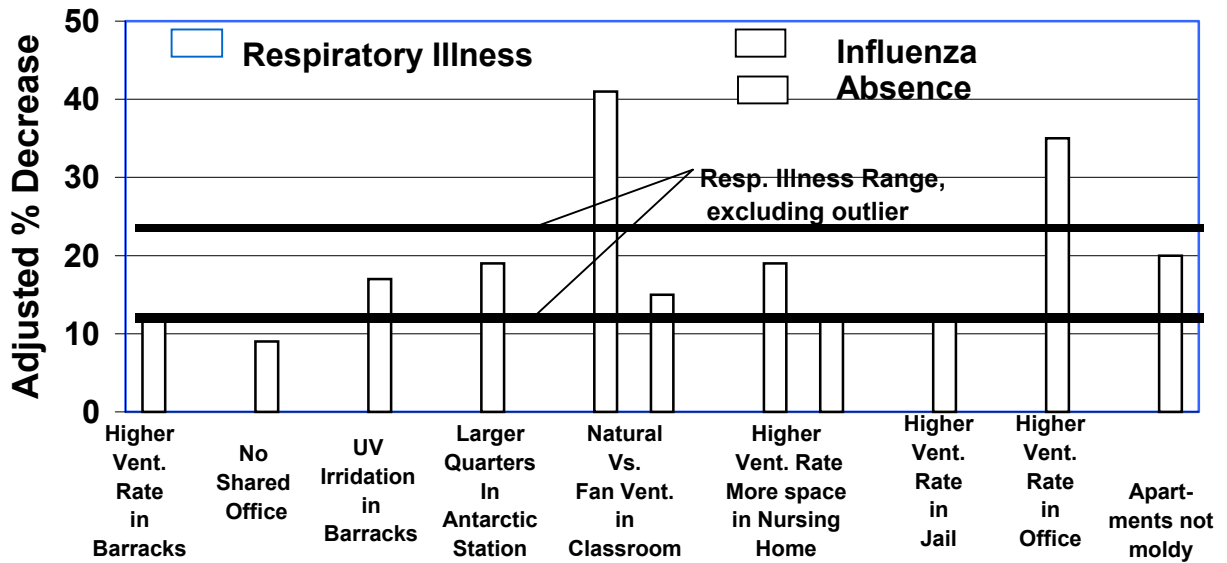 Adjusted % Decrease
50
40
30
20
10
0
Respiratory Illness
Influenza
Absence
Resp. Illness Range,
excluding outlier
Higher
Vent.
Rate
in
Barracks
No
Shared
Office
UV
Irridation
in
Barracks
Larger
Quarters
In
Antarctic
Station
Natural
Vs.
Fan Vent.
in
Classroom
Higher
Vent. Rate
More space
in Nursing
Home
Higher
Vent.
Rate
in
Jail
Higher
Vent.
Rate
in
Office
Apart-
ments not
moldy